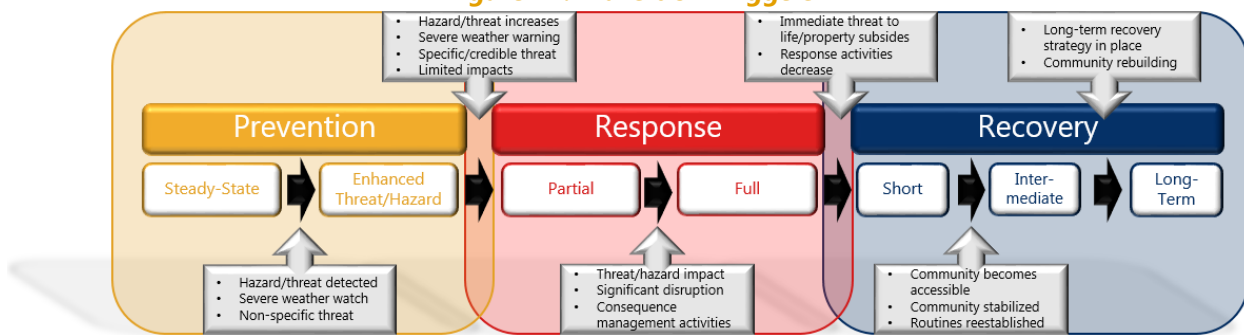 • Hazard/threat increases
• Severe weather warning
• Specific/credible threat
• Limited impacts
• Immediate threat to
life/property subsides
• Response activities
decrease
• Long-term recovery
strategy in place
• Community rebuilding
Prevention
Response
Recovery
Steady-State
Enhanced
Threat/Hazard
Partial
Full
Short
Inter-
mediate
Long-
Term
• Hazard/threat detected
• Severe weather watch
• Non-specific threat
• Threat/hazard impact
• Significant disruption
• Consequence
management activities
• Community becomes
accessible
• Community stabilized
• Routines reestablished